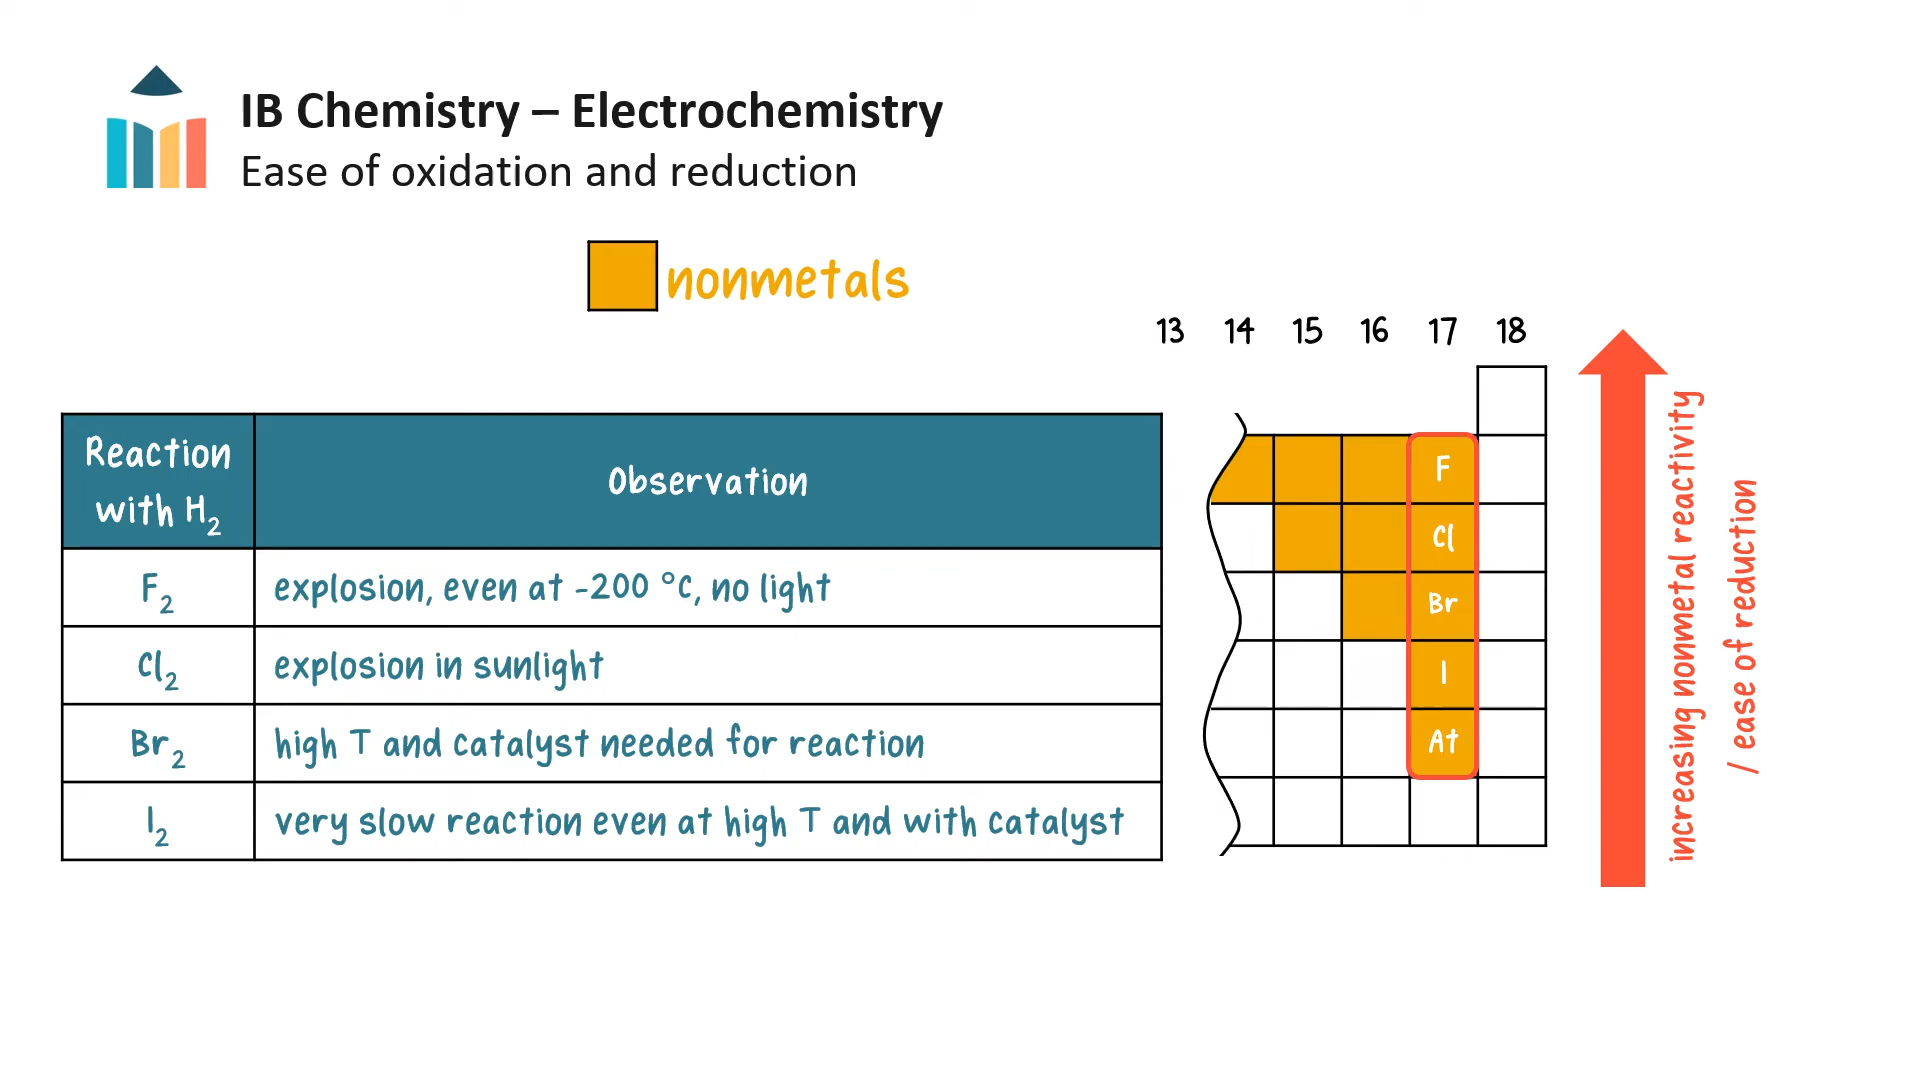 IB Chemistry – Electrochemistry
Ease of oxidation and reduction
nonmetals
13 14 15 16 17 18
Reaction with H₂
Observation
F₂ explosion, even at -200 °C, no light
Cl₂ explosion in sunlight
Br₂ high T and catalyst needed for reaction
I₂ very slow reaction even at high T and with catalyst
F
Cl
Br
I
At
increasing nonmetal reactivity
/ ease of reduction